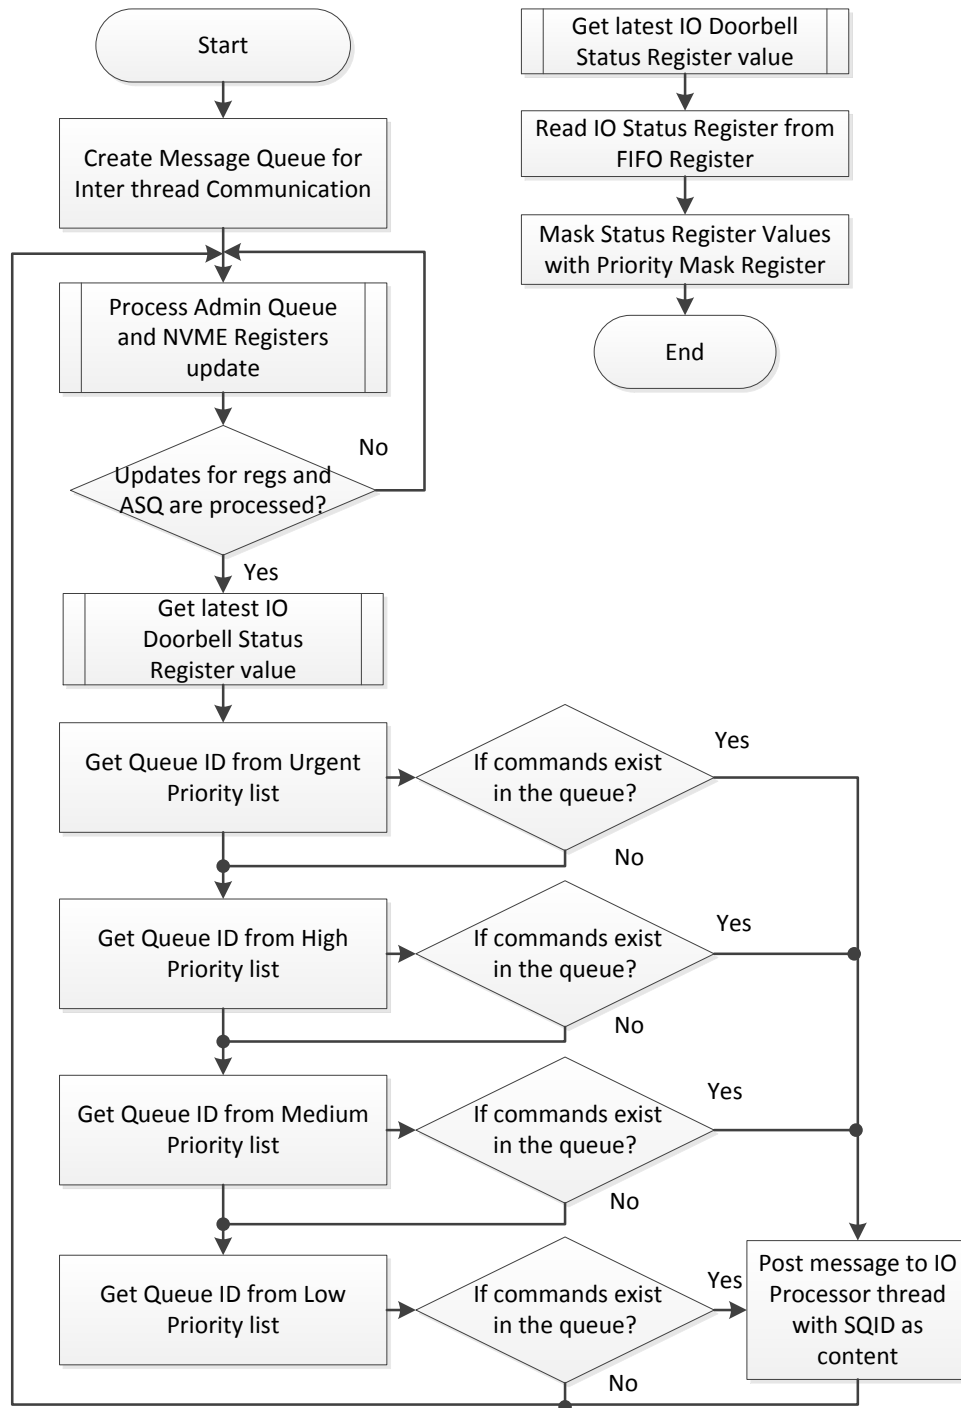 Start
Create Message Queue for
Inter thread Communication
Process Admin Queue
and NVME Registers
update
No
Updates for regs and
ASQ are processed?
Yes
Get latest IO
Doorbell Status
Register value
Get Queue ID from Urgent
Priority list
If commands exist
in the queue?
Yes
No
Get Queue ID from High
Priority list
If commands exist
in the queue?
Yes
No
Get Queue ID from Medium
Priority list
If commands exist
in the queue?
Yes
No
Get Queue ID from Low
Priority list
If commands exist
in the queue?
Yes
No
Post message to IO
Processor thread
with SQID as
content
Get latest IO Doorbell
Status Register value
Read IO Status Register from
FIFO Register
Mask Status Register Values
with Priority Mask Register
End